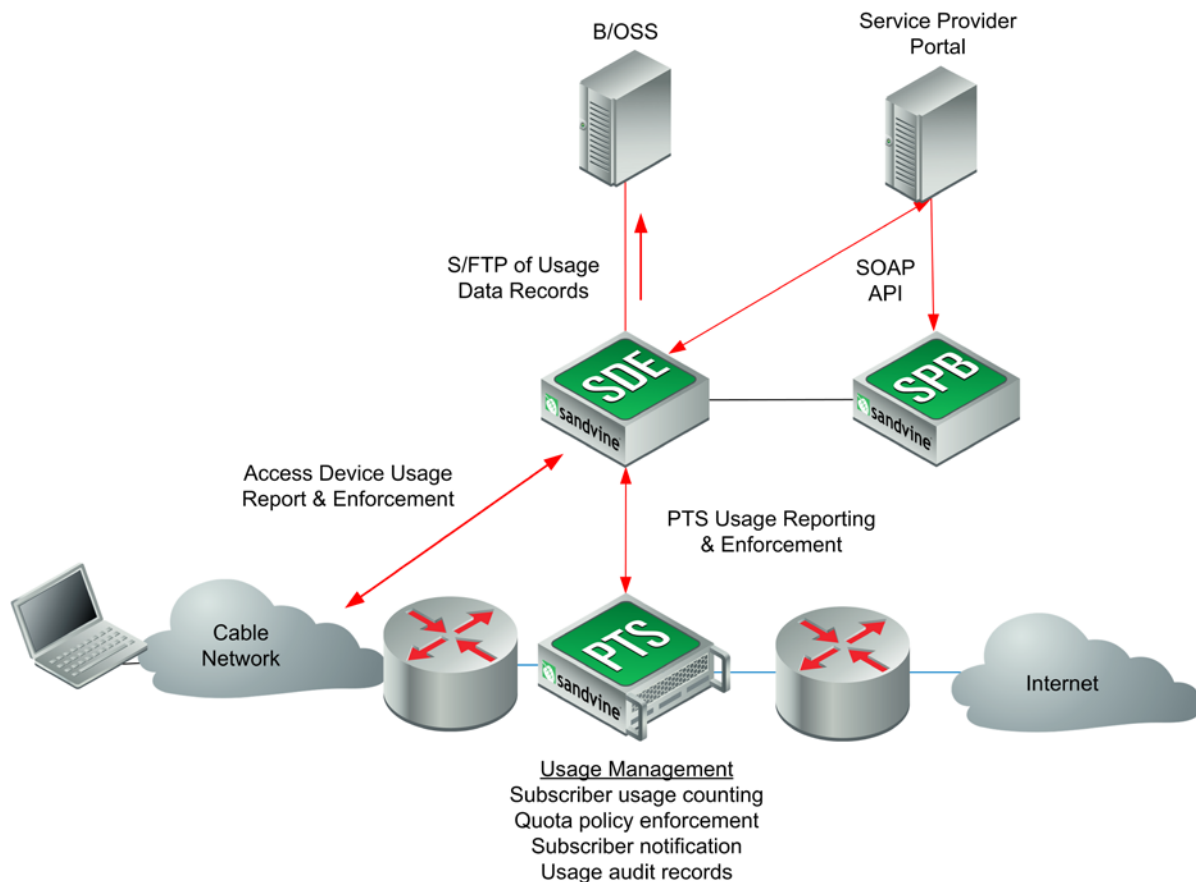 B/OSS
Service Provider
Portal
S/FTP of Usage
Data Records
SOAP
API
SDE
sandvine
SPB
sandvine
Access Device Usage
Report & Enforcement
PTS Usage Reporting
& Enforcement
Cable
Network
PTS
sandvine
Internet
Usage Management
Subscriber usage counting
Quota policy enforcement
Subscriber notification
Usage audit records